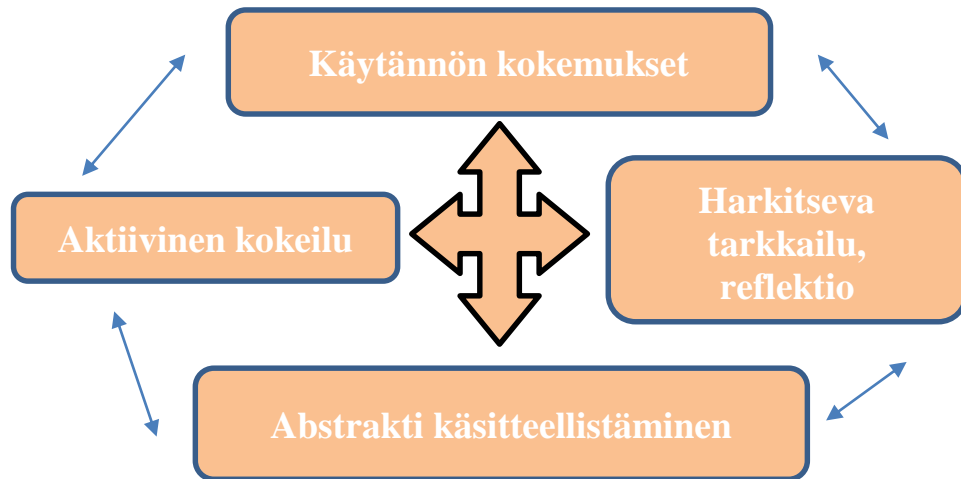 Käytännön kokemukset
Aktiivinen kokeilu
Harkitseva
tarkkailu,
reflektio
Abstrakti käsitteellistäminen